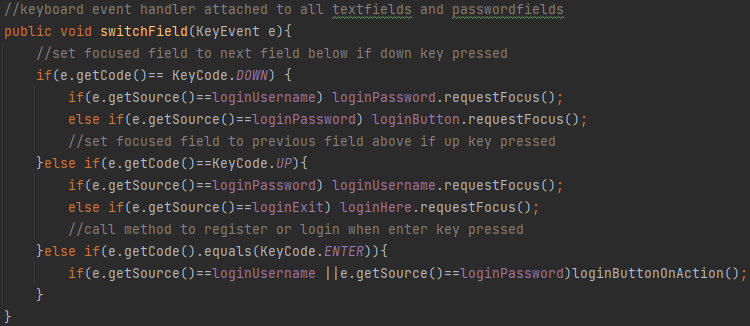 //keyboard event handler attached to all textfields and passwordfields
public void switchField(KeyEvent e){
    //set focused field to next field below if down key pressed
    if(e.getCode()== KeyCode.DOWN) {
        if(e.getSource()==loginUsername) loginPassword.requestFocus();
        else if(e.getSource()==loginPassword) loginButton.requestFocus();
        //set focused field to previous field above if up key pressed
    }else if(e.getCode()==KeyCode.UP){
        if(e.getSource()==loginPassword) loginUsername.requestFocus();
        else if(e.getSource()==loginExit) loginHere.requestFocus();
        //call method to register or login when enter key pressed
    }else if(e.getCode().equals(KeyCode.ENTER)){
        if(e.getSource()==loginUsername ||e.getSource()==loginPassword)loginButtonOnAction();
    }
}